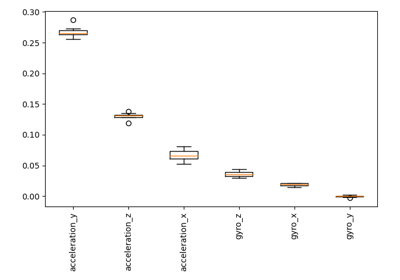 0.30
0.25
0.20
0.15
0.10
0.05
0.00
acceleration_y
acceleration_z
acceleration_x
gyro_z
gyro_x
gyro_y